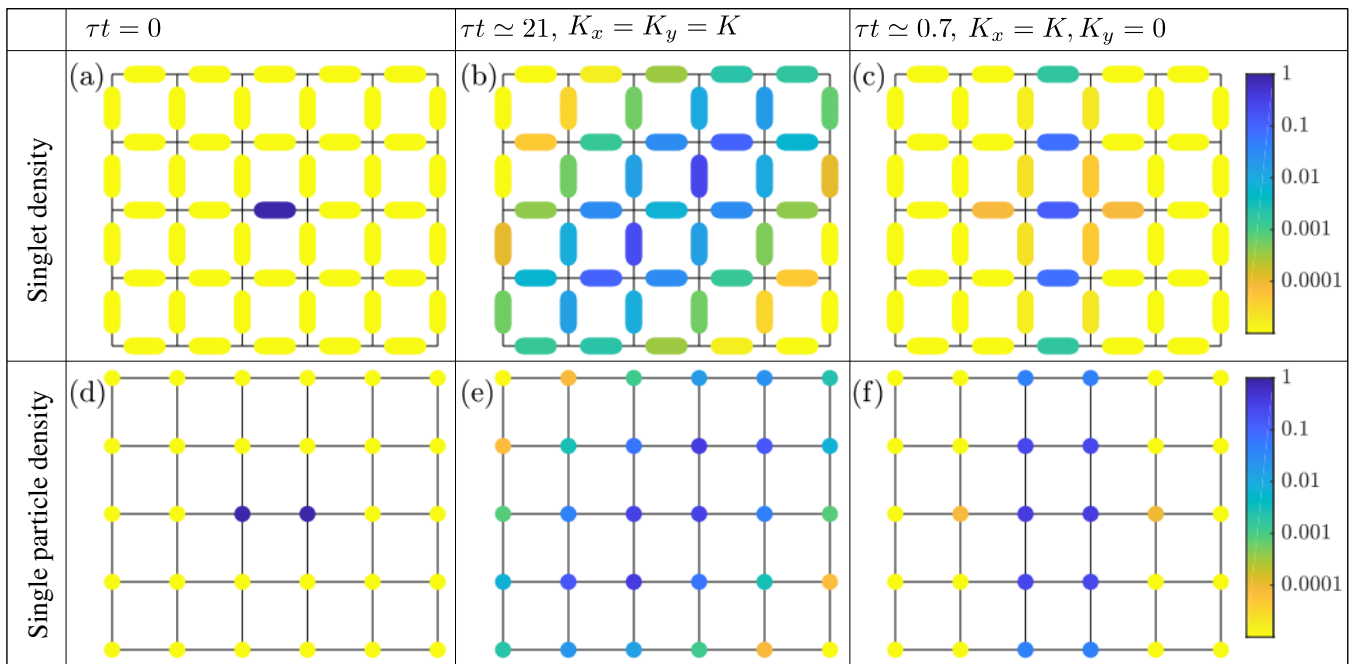 τt = 0
τt ≃ 21, K_x = K_y = K
τt ≃ 0.7, K_x = K, K_y = 0
Singlet density
(a)
(b)
(c)
1
0.1
0.01
0.001
0.0001
Single particle density
(d)
(e)
(f)
1
0.1
0.01
0.001
0.0001